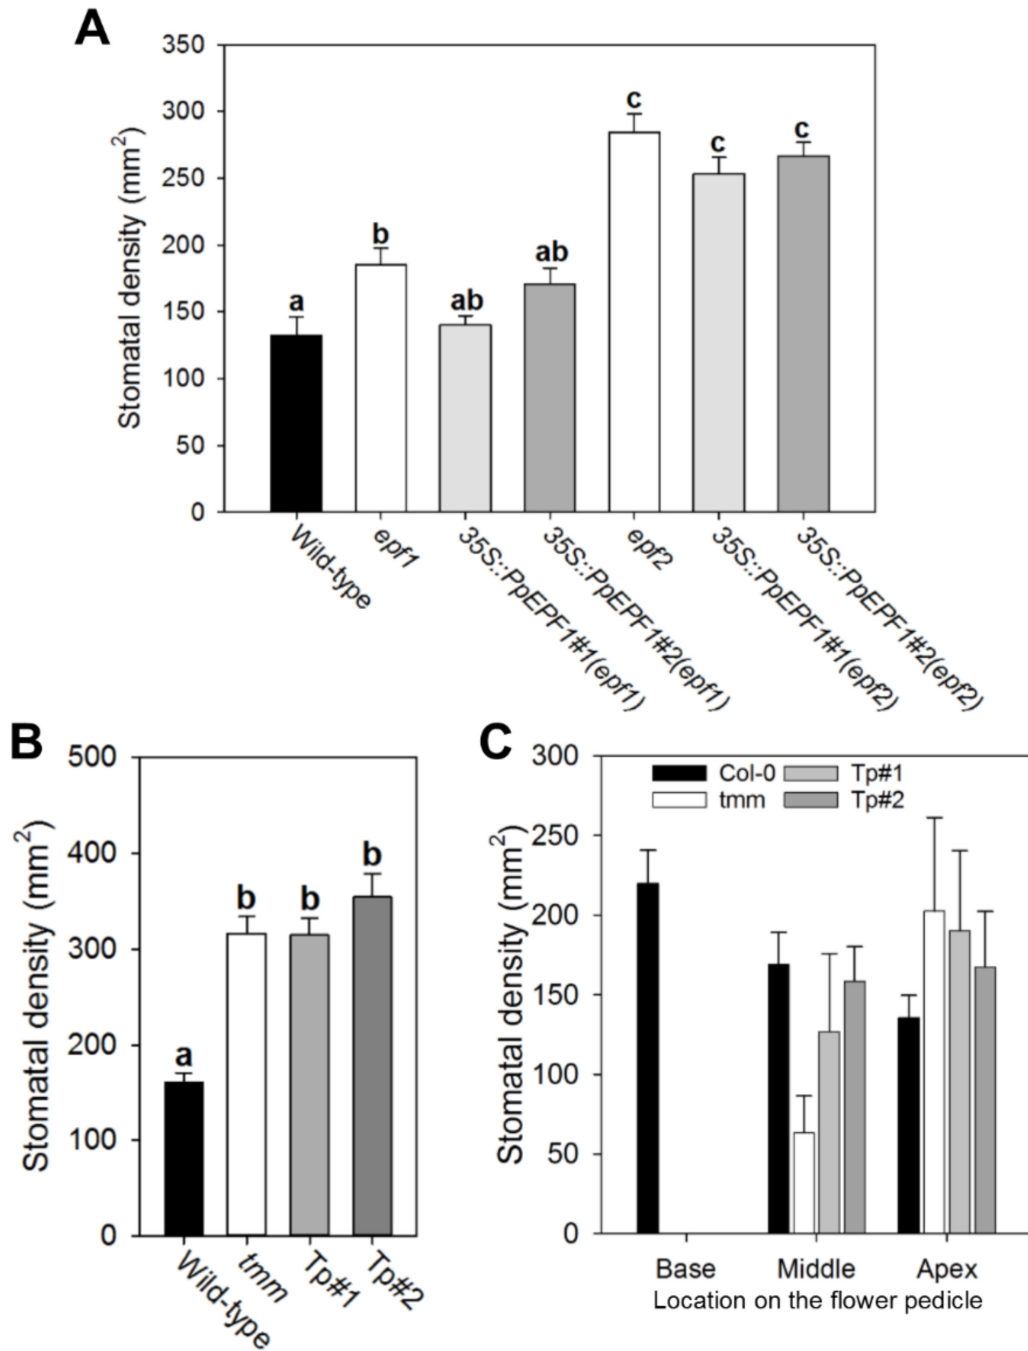 A
Stomatal density (mm²)
350
300
250
200
150
100
50
0
a
b
ab
ab
c
c
c
Wild-type
epf1
35S::PpEPF1#1(epf1)
35S::PpEPF1#2(epf1)
epf2
35S::PpEPF1#1(epf2)
35S::PpEPF1#2(epf2)
B
Stomatal density (mm²)
500
400
300
200
100
0
a
b
b
b
Wild-type
tmm
Tp#1
Tp#2
C
Stomatal density (mm²)
300
250
200
150
100
50
0
Col-0
Tp#1
tmm
Tp#2
Base
Middle
Apex
Location on the flower pedicle